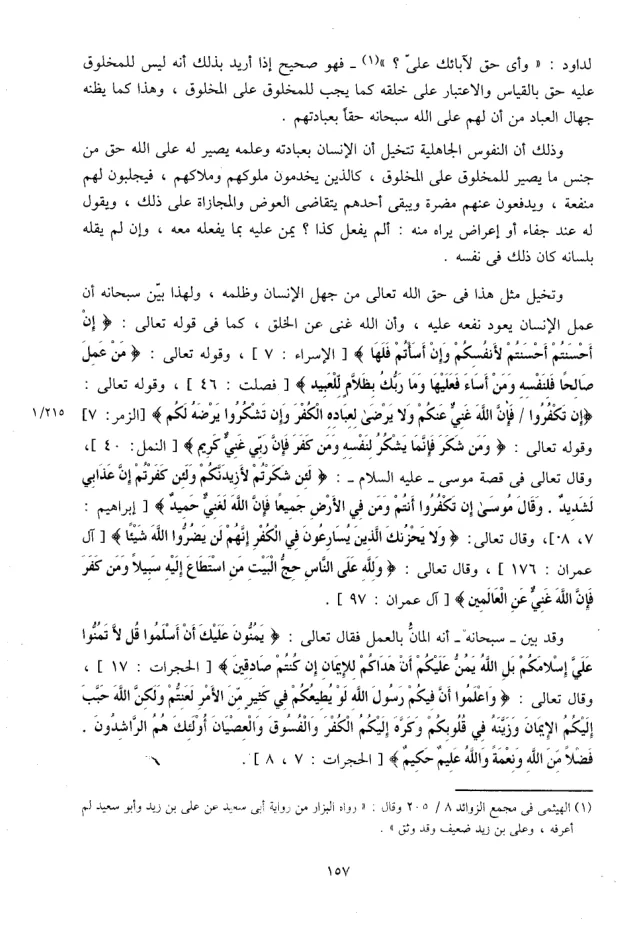 لداود : « وأى حق لآبائك علىّ ؟ »(١) ـ فهو صحيح إذا أريد بذلك أنه ليس للمخلوق
عليه حق بالقياس والاعتبار على خلقه كما يجب للمخلوق على المخلوق ، وهذا كما يظنه
جهال العباد من أن لهم على الله سبحانه حقاً بعبادتهم .
وذلك أن النفوس الجاهلية تتخيل أن الإنسان بعبادته وعلمه يصير له على الله حق من
جنس ما يصير للمخلوق على المخلوق ، كالذين يخدمون ملوكهم وملاكهم ، فيجلبون لهم
منفعة ، ويدفعون عنهم مضرة ويبقى أحدهم يتقاضى العوض والمجازاة على ذلك ، ويقول
له عند جفاء أو إعراض يراه منه : ألم يفعل كذا ؟ يمن عليه بما يفعله معه ، وإن لم يقله
بلسانه كان ذلك فى نفسه .
وتخيل مثل هذا فى حق الله تعالى من جهل الإنسان وظلمه ، ولهذا بيّن سبحانه أن
عمل الإنسان يعود نفعه عليه ، وأن الله غنى عن الخلق ، كما فى قوله تعالى : ﴿ إِنْ
أَحْسَنتُمْ أَحْسَنتُمْ لأَنفُسِكُمْ وَإِنْ أَسَأْتُمْ فَلَهَا ﴾ [ الإسراء : ٧ ] ، وقوله تعالى : ﴿ مَنْ عَمِلَ
صَالِحًا فَلِنَفْسِهِ وَمَنْ أَسَاءَ فَعَلَيْهَا وَمَا رَبُّكَ بِظَلاَّمٍ لِّلْعَبِيدِ ﴾ [ فصلت : ٤٦ ] ، وقوله تعالى :
﴿إِن تَكْفُرُوا / فَإِنَّ اللَّهَ غَنِيٌّ عَنكُمْ وَلا يَرْضَىٰ لِعِبَادِهِ الْكُفْرَ وَإِن تَشْكُرُوا يَرْضَهُ لَكُمْ ﴾ [الزمر: ٧] ١/٢١٥
وقوله تعالى : ﴿ وَمَن شَكَرَ فَإِنَّمَا يَشْكُرُ لِنَفْسِهِ وَمَن كَفَرَ فَإِنَّ رَبِّي غَنِيٌّ كَرِيمٌ ﴾ [ النمل: ٤٠ ]،
وقال تعالى فى قصة موسى ـ عليه السلام ـ : ﴿ لَئِن شَكَرْتُمْ لأَزِيدَنَّكُمْ وَلَئِن كَفَرْتُمْ إِنَّ عَذَابِي
لَشَدِيدٌ . وَقَالَ مُوسَىٰ إِن تَكْفُرُوا أَنتُمْ وَمَن فِي الأَرْضِ جَمِيعًا فَإِنَّ اللَّهَ لَغَنِيٌّ حَمِيدٌ ﴾ [ إبراهيم :
٧، ٨]، وقال تعالى: ﴿ وَلا يَحْزُنكَ الَّذِينَ يُسَارِعُونَ فِي الْكُفْرِ إِنَّهُمْ لَن يَضُرُّوا اللَّهَ شَيْئًا ﴾ [ آل
عمران : ١٧٦ ] ، وقال تعالى : ﴿ وَلِلَّهِ عَلَى النَّاسِ حِجُّ الْبَيْتِ مَنِ اسْتَطَاعَ إِلَيْهِ سَبِيلاً وَمَن كَفَرَ
فَإِنَّ اللَّهَ غَنِيٌّ عَنِ الْعَالَمِينَ ﴾ [ آل عمران : ٩٧ ] .
وقد بين ـ سبحانه ـ أنه المانُّ بالعمل فقال تعالى : ﴿ يَمُنُّونَ عَلَيْكَ أَنْ أَسْلَمُوا قُل لاَّ تَمُنُّوا
عَلَيَّ إِسْلامَكُم بَلِ اللَّهُ يَمُنُّ عَلَيْكُمْ أَنْ هَدَاكُمْ لِلإِيمَانِ إِن كُنتُمْ صَادِقِينَ ﴾ [ الحجرات : ١٧ ] ،
وقال تعالى : ﴿ وَاعْلَمُوا أَنَّ فِيكُمْ رَسُولَ اللَّهِ لَوْ يُطِيعُكُمْ فِي كَثِيرٍ مِّنَ الأَمْرِ لَعَنِتُّمْ وَلَكِنَّ اللَّهَ حَبَّبَ
إِلَيْكُمُ الإِيمَانَ وَزَيَّنَهُ فِي قُلُوبِكُمْ وَكَرَّهَ إِلَيْكُمُ الْكُفْرَ وَالْفُسُوقَ وَالْعِصْيَانَ أُوْلَئِكَ هُمُ الرَّاشِدُونَ .
فَضْلاً مِّنَ اللَّهِ وَنِعْمَةً وَاللَّهُ عَلِيمٌ حَكِيمٌ ﴾ [ الحجرات : ٧ ، ٨ ] .
(١) الهيثمى فى مجمع الزوائد ٨ / ٢٠٥ وقال : « رواه البزار من رواية أبى سعيد عن على بن زيد وأبو سعيد لم
أعرفه ، وعلى بن زيد ضعيف وقد وثق » .
١٥٧